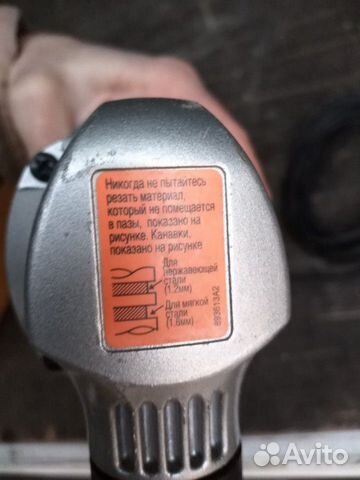 Никогда не пытайтесь
резать материал,
который не помещается
в пазы, показано на
рисунке. Канавки,
показано на рисунке
Для
нержавеющей
стали
(1.2мм)
Для мягкой
стали
(1.6мм)
893613A2
Avito